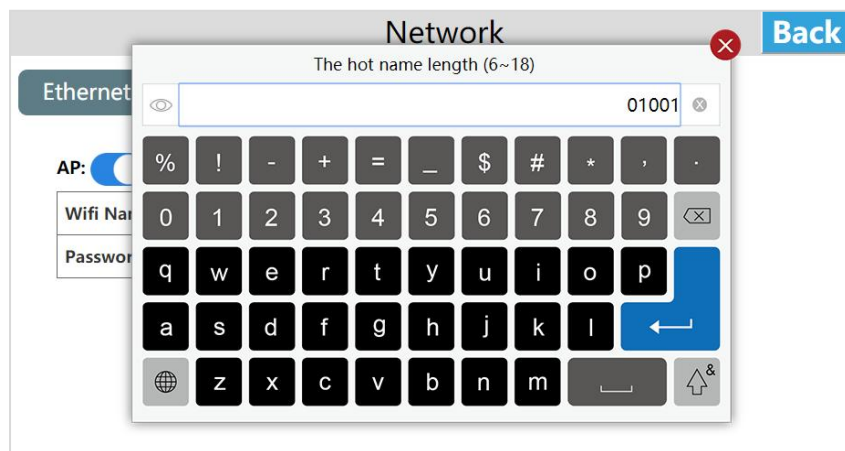 Network
Back
The hot name length (6~18)
Ethernet
01001
AP:
% ! - + = _ $ # * , .
Wifi Nar
0 1 2 3 4 5 6 7 8 9
Passwor
q w e r t y u i o p
a s d f g h j k l
z x c v b n m &